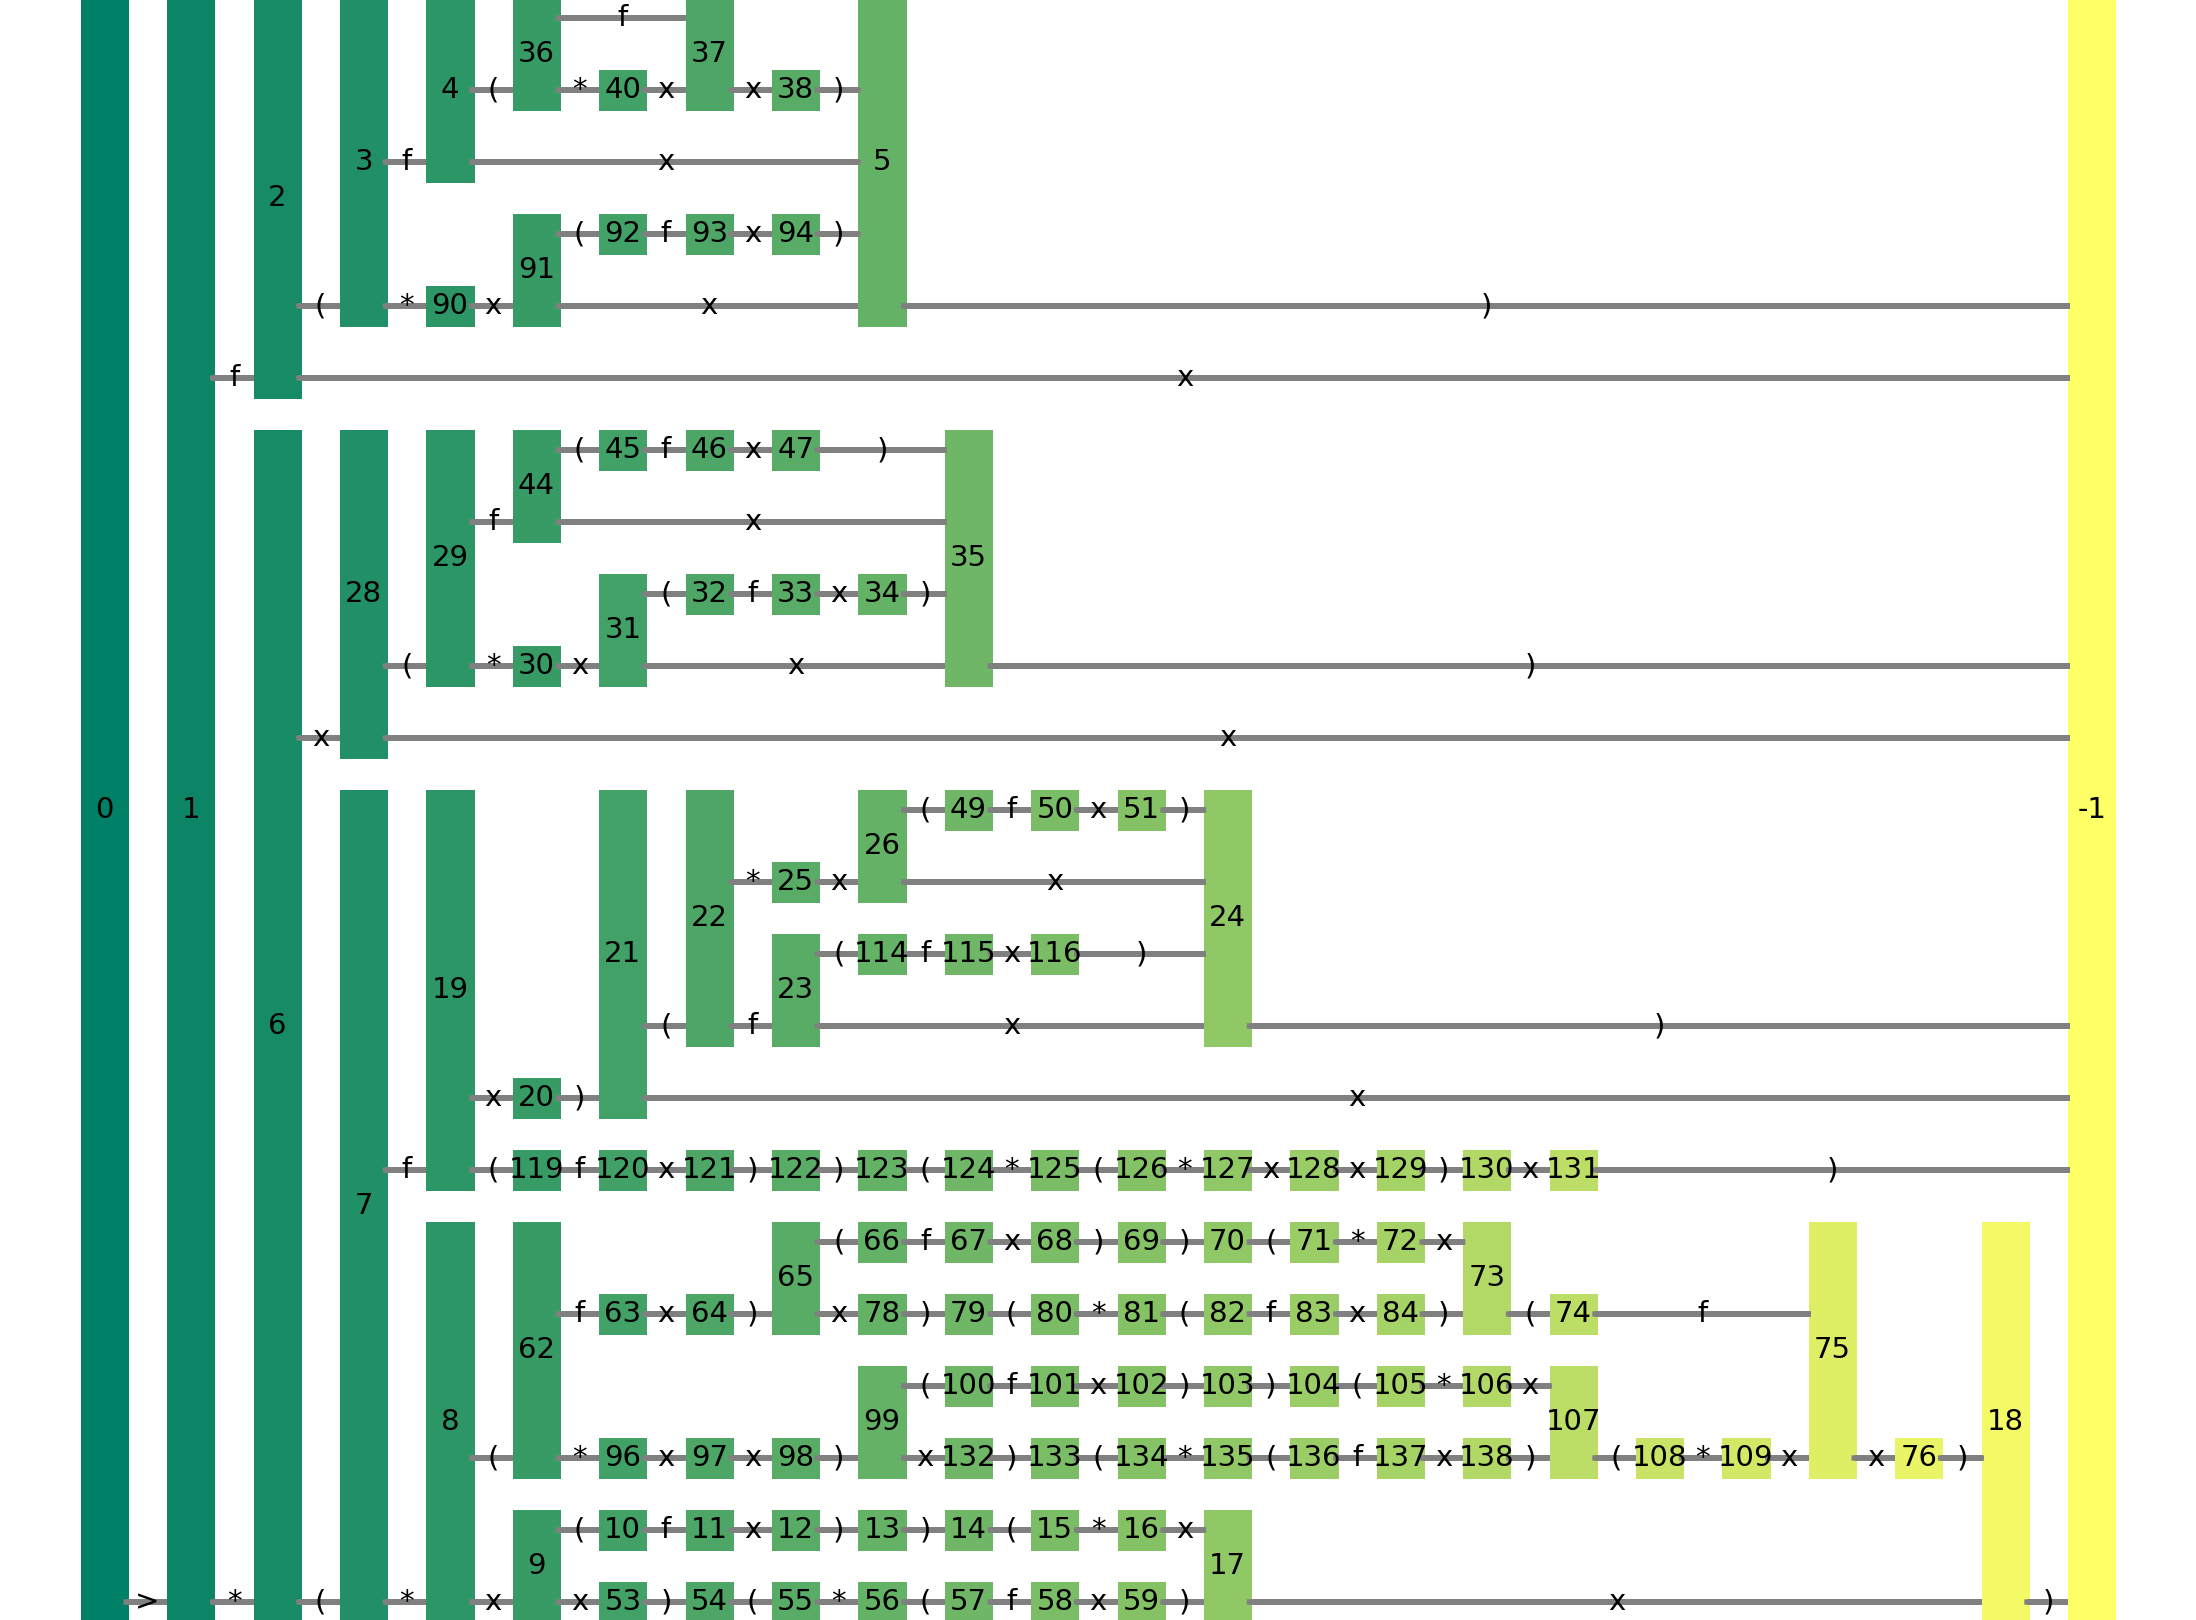 f
36 37
4 ( * 40 x x 38 )
3 f x 5
2
( 92 f 93 x 94 )
91
( * 90 x x )
f x
( 45 f 46 x 47 )
44
f x
29 35
28 ( 32 f 33 x 34 )
31
( * 30 x x )
x x
0 1 ( 49 f 50 x 51 ) -1
26
* 25 x x
22 24
21 ( 114 f 115 x 116 )
19 23
6 ( f x )
x 20 ) x
f ( 119 f 120 x 121 ) 122 ) 123 ( 124 * 125 ( 126 * 127 x 128 x 129 ) 130 x 131 )
7
( 66 f 67 x 68 ) 69 ) 70 ( 71 * 72 x
65 73
f 63 x 64 ) x 78 ) 79 ( 80 * 81 ( 82 f 83 x 84 ) ( 74 f
62 75
( 100 f 101 x 102 ) 103 ) 104 ( 105 * 106 x
8 99 107 18
( * 96 x 97 x 98 ) x 132 ) 133 ( 134 * 135 ( 136 f 137 x 138 ) ( 108 * 109 x x 76 )
( 10 f 11 x 12 ) 13 ) 14 ( 15 * 16 x
9 17
> * ( * x x 53 ) 54 ( 55 * 56 ( 57 f 58 x 59 ) x )